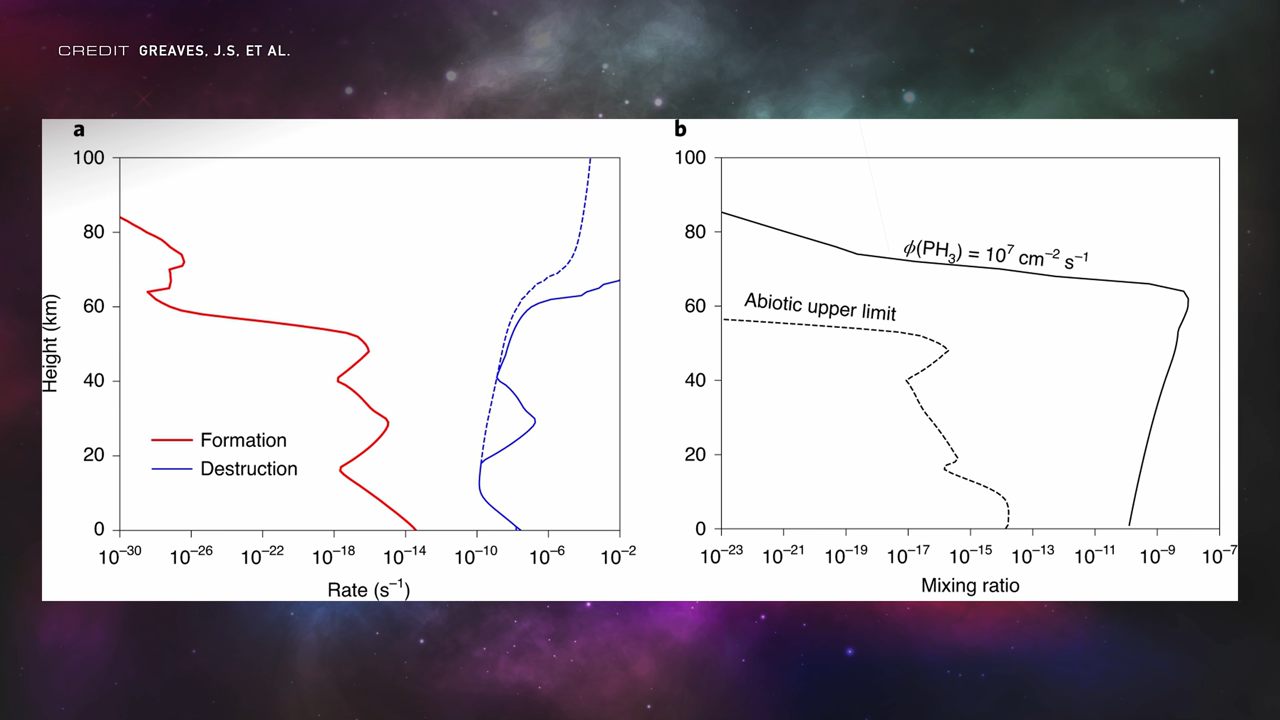 CREDIT GREAVES, J.S, ET AL.
a
100
80
60
40
20
0
Height (km)
Formation
Destruction
10⁻³⁰ 10⁻²⁶ 10⁻²² 10⁻¹⁸ 10⁻¹⁴ 10⁻¹⁰ 10⁻⁶ 10⁻²
Rate (s⁻¹)
b
100
80
60
40
20
0
ϕ(PH₃) = 10⁷ cm⁻² s⁻¹
Abiotic upper limit
10⁻²³ 10⁻²¹ 10⁻¹⁹ 10⁻¹⁷ 10⁻¹⁵ 10⁻¹³ 10⁻¹¹ 10⁻⁹ 10⁻⁷
Mixing ratio